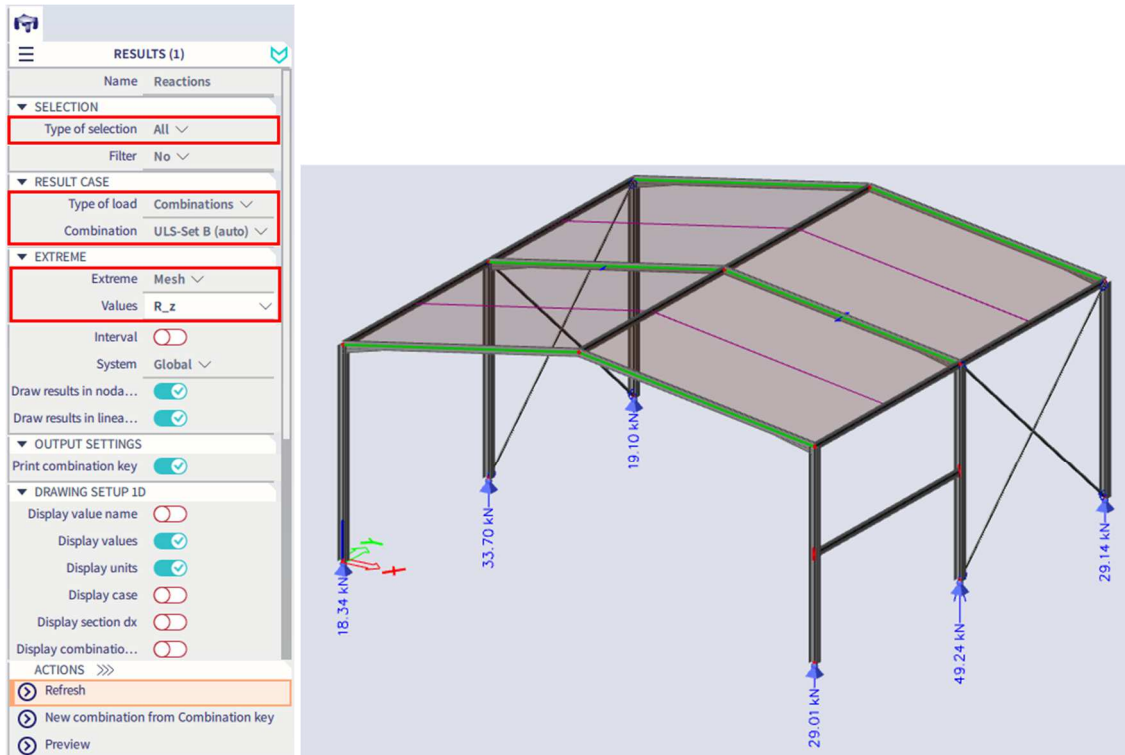 RESULTS (1)
Name Reactions
SELECTION
Type of selection All
Filter No
RESULT CASE
Type of load Combinations
Combination ULS-Set B (auto)
EXTREME
Extreme Mesh
Values R_z
Interval
System Global
Draw results in noda...
Draw results in linea...
OUTPUT SETTINGS
Print combination key
DRAWING SETUP 1D
Display value name
Display values
Display units
Display case
Display section dx
Display combinatio...
ACTIONS >>>
Refresh
New combination from Combination key
Preview
18.34 kN
33.70 kN
19.10 kN
29.01 kN
49.24 kN
29.14 kN
X
Y